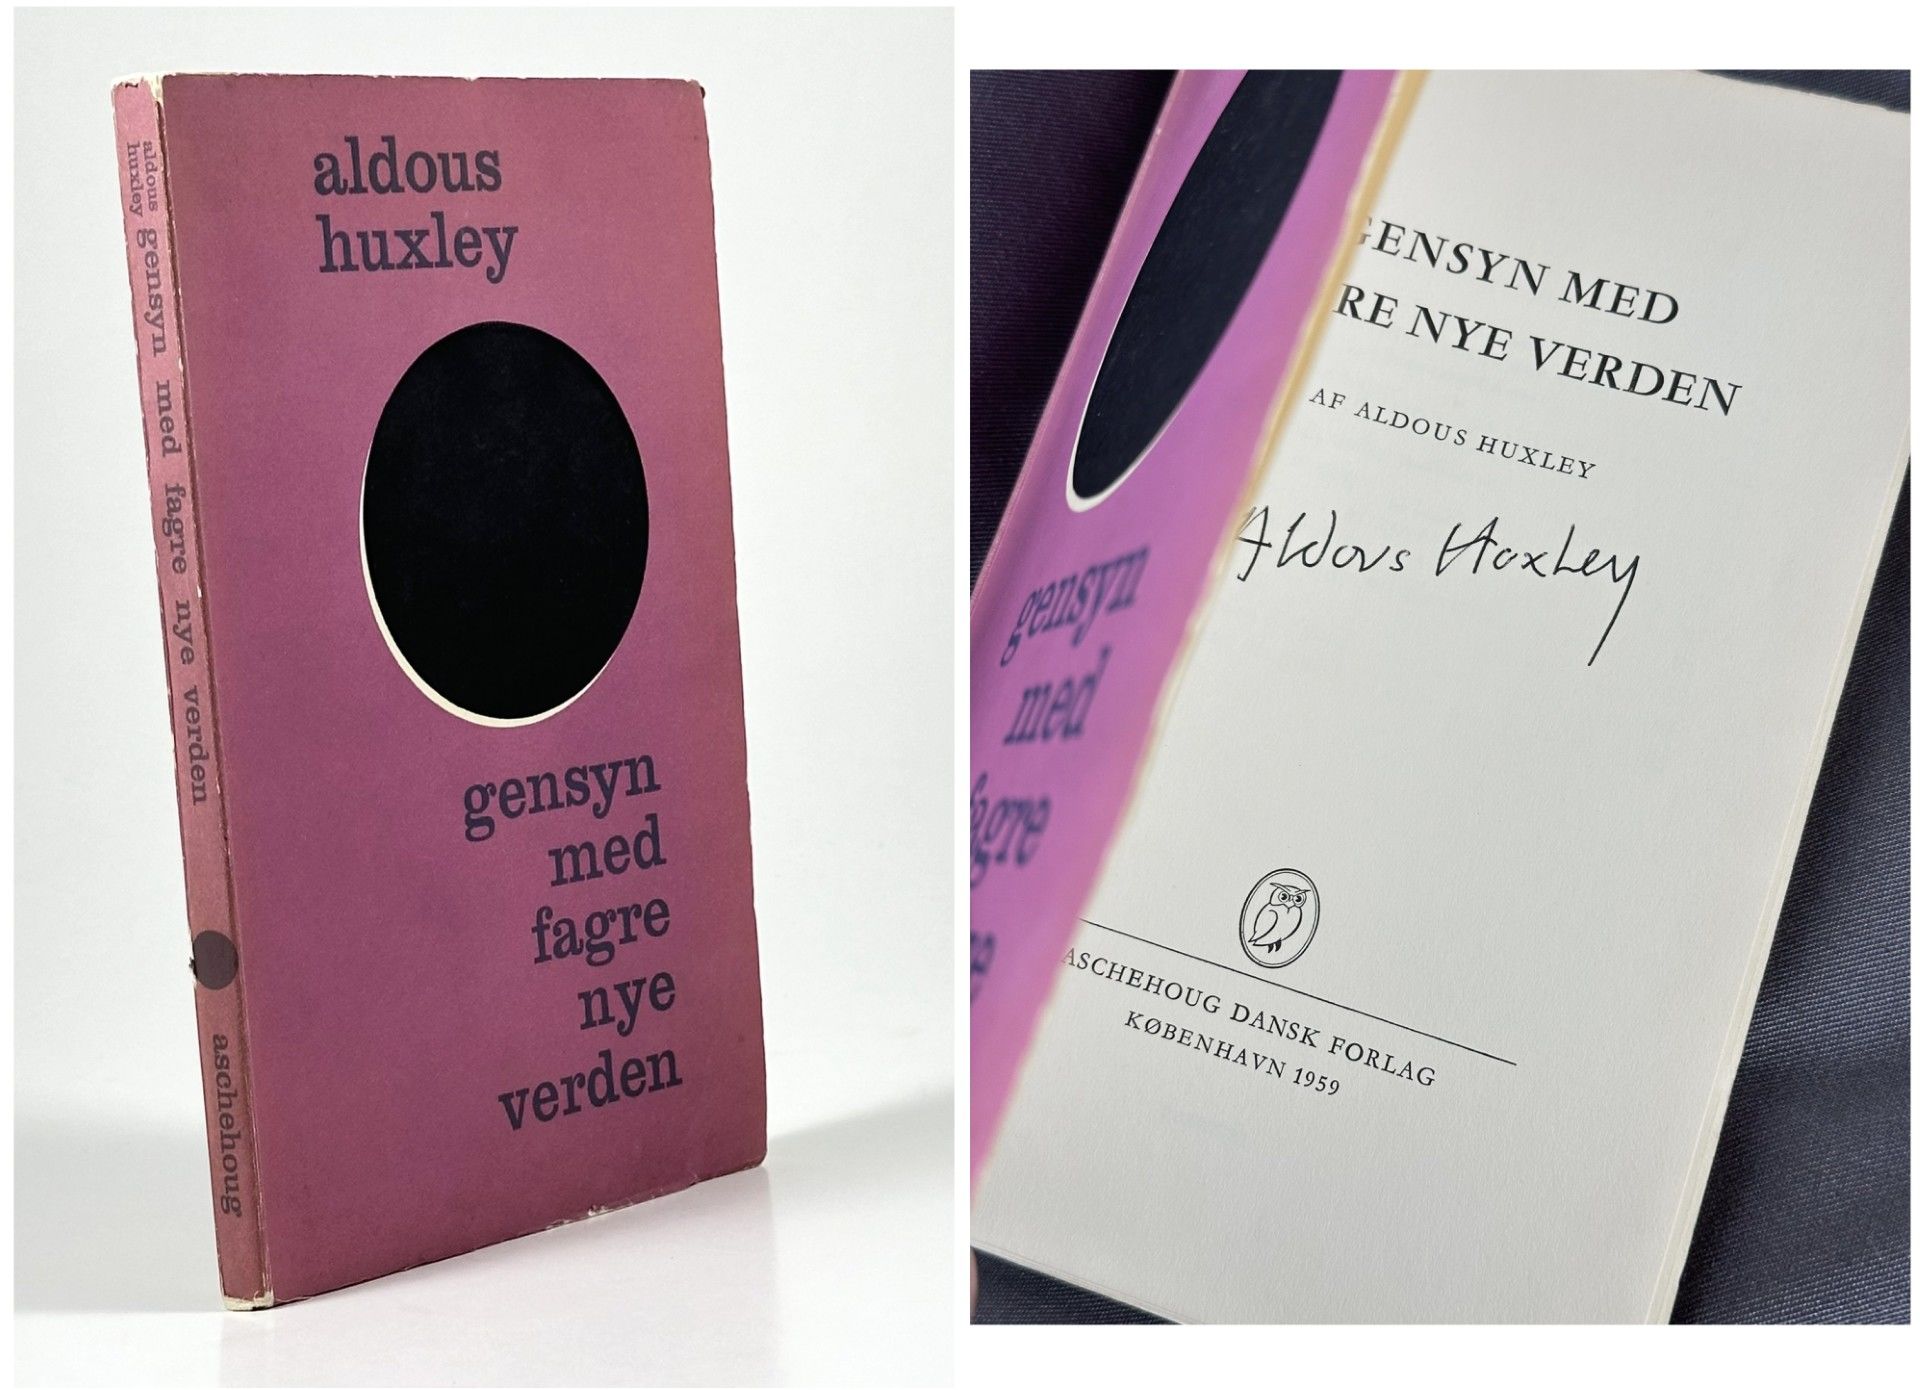 aldous
huxley gensyn med fagre nye verden aschehoug
aldous
huxley
gensyn
med
fagre
nye
verden
gensyn
med
fagre
GENSYN MED
RE NYE VERDEN
AF ALDOUS HUXLEY
Aldous Huxley
ASCHEHOUG DANSK FORLAG
KØBENHAVN 1959